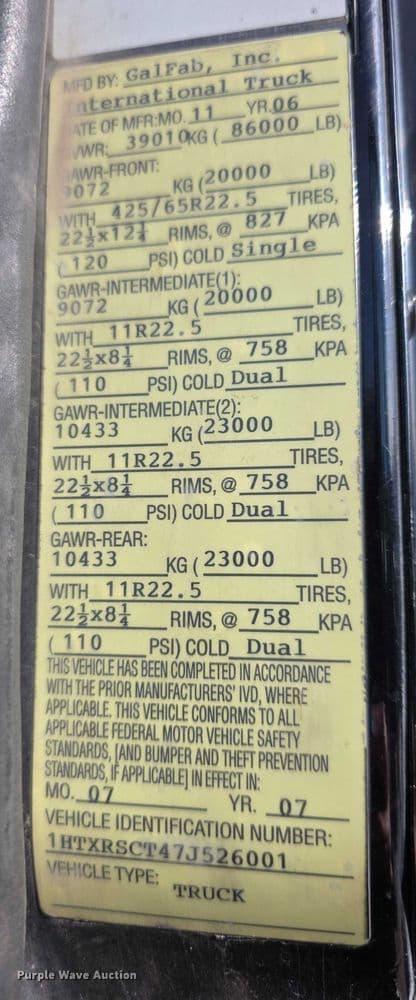 MFD BY: GalFab, Inc.
International Truck
ATE OF MFR:MO. 11 YR. 06
VWR: 39010KG ( 86000 LB)
AWR-FRONT:
9072 KG (20000 LB)
WITH 425/65R22.5 TIRES,
22½x12¼ RIMS, @ 827 KPA
( 120 PSI) COLD Single
GAWR-INTERMEDIATE(1):
9072 KG ( 20000 LB)
WITH 11R22.5 TIRES,
22½x8¼ RIMS, @ 758 KPA
( 110 PSI) COLD Dual
GAWR-INTERMEDIATE(2):
10433 KG (23000 LB)
WITH 11R22.5 TIRES,
22½x8¼ RIMS, @ 758 KPA
( 110 PSI) COLD Dual
GAWR-REAR:
10433 KG ( 23000 LB)
WITH 11R22.5 TIRES,
22½x8¼ RIMS, @ 758 KPA
( 110 PSI) COLD Dual
THIS VEHICLE HAS BEEN COMPLETED IN ACCORDANCE
WITH THE PRIOR MANUFACTURERS' IVD, WHERE
APPLICABLE. THIS VEHICLE CONFORMS TO ALL
APPLICABLE FEDERAL MOTOR VEHICLE SAFETY
STANDARDS, [AND BUMPER AND THEFT PREVENTION
STANDARDS, IF APPLICABLE] IN EFFECT IN:
MO. 07 YR. 07
VEHICLE IDENTIFICATION NUMBER:
1HTXRSCT47J526001
VEHICLE TYPE:
TRUCK
Purple Wave Auction